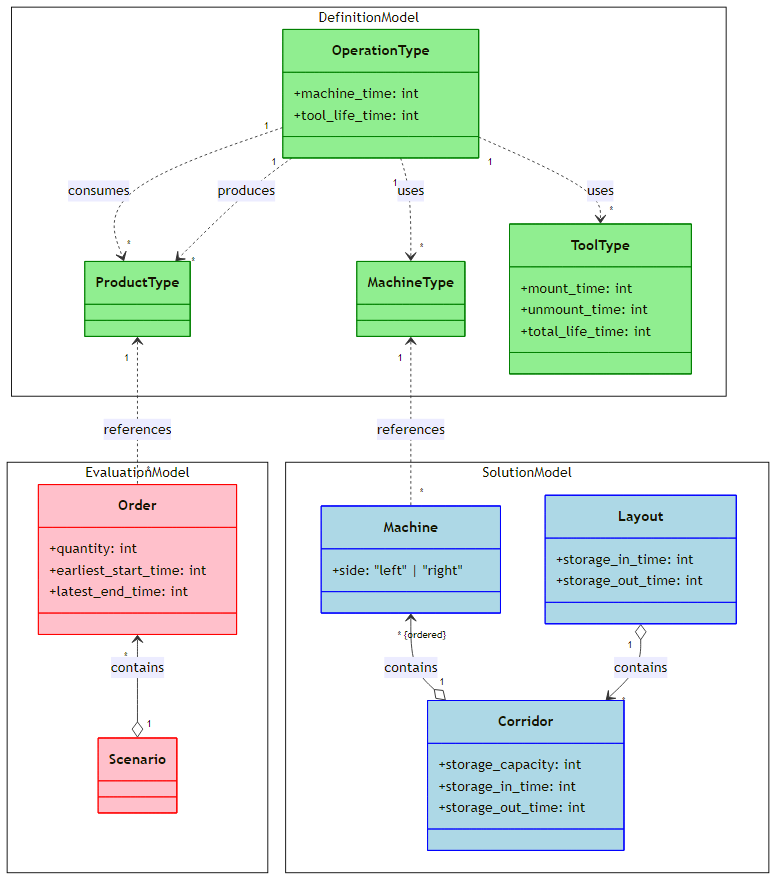 DefinitionModel
OperationType
+machine_time: int
+tool_life_time: int
1
1
1
1
consumes
produces
uses
uses
*
*
*
*
ProductType
MachineType
ToolType
+mount_time: int
+unmount_time: int
+total_life_time: int
1
1
references
references
EvaluationModel
*
Order
+quantity: int
+earliest_start_time: int
+latest_end_time: int
*
contains
1
Scenario
SolutionModel
*
Machine
+side: "left" | "right"
Layout
+storage_in_time: int
+storage_out_time: int
* {ordered}
1
contains
contains
1
*
Corridor
+storage_capacity: int
+storage_in_time: int
+storage_out_time: int